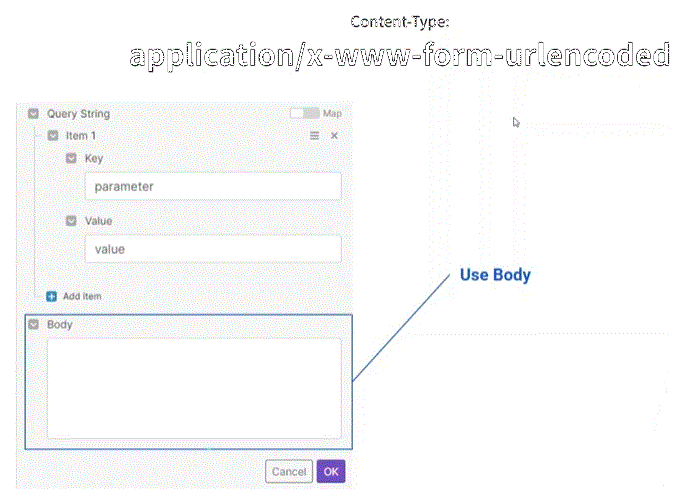 Content-Type:
application/x-www-form-urlencoded
Query String
Map
Item 1
Key
parameter
Value
value
Use Body
Add item
Body
Cancel
OK